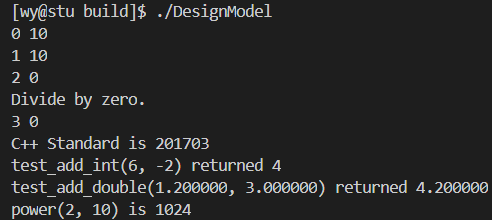 [wy@stu build]$ ./DesignModel
0 10
1 10
2 0
Divide by zero.
3 0
C++ Standard is 201703
test_add_int(6, -2) returned 4
test_add_double(1.200000, 3.000000) returned 4.200000
power(2, 10) is 1024